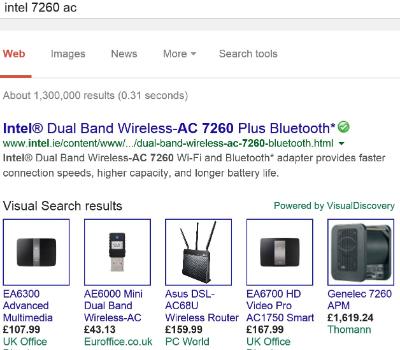 intel 7260 ac
Web Images News More Search tools
About 1,300,000 results (0.31 seconds)
Intel® Dual Band Wireless-AC 7260 Plus Bluetooth*
www.intel.ie/content/www/.../dual-band-wireless-ac-7260-bluetooth.html
Intel® Dual Band Wireless-AC 7260 Wi-Fi and Bluetooth* adapter provides faster
connection speeds, higher capacity, and longer battery life.
Visual Search results Powered by VisualDiscovery
EA6300
Advanced
Multimedia
£107.99
UK Office
AE6000 Mini
Dual Band
Wireless-AC
£43.13
Euroffice.co.uk
Asus DSL-
AC68U
Wireless Router
£159.99
PC World
EA6700 HD
Video Pro
AC1750 Smart
£167.99
UK Office
Genelec 7260
APM
£1,619.24
Thomann